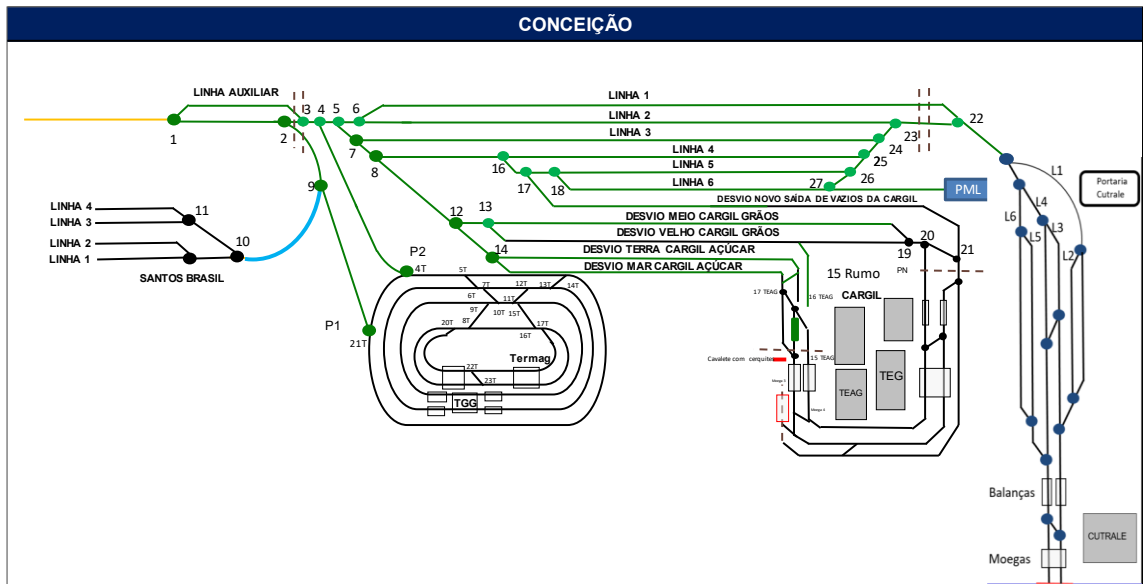 CONCEIÇÃO
LINHA AUXILIAR
LINHA 1
LINHA 2
LINHA 3
LINHA 4
LINHA 5
LINHA 6
1
2
3
4
5
6
7
8
9
10
11
12
13
14
16
17
18
19
20
21
22
23
24
25
26
27
PML
DESVIO NOVO SAÍDA DE VAZIOS DA CARGIL
DESVIO MEIO CARGIL GRÃOS
DESVIO VELHO CARGIL GRÃOS
DESVIO TERRA CARGIL AÇÚCAR
DESVIO MAR CARGIL AÇÚCAR
LINHA 4
LINHA 3
LINHA 2
LINHA 1
SANTOS BRASIL
P2
4T
P1
21T
5T
7T
12T
13T
14T
6T
11T
9T
10T
15T
8T
20T
17T
16T
Termag
22T
23T
TGG
PN
15 Rumo
CARGIL
17 TEAG
16 TEAG
15 TEAG
Cavalete com cerquites
TEG
TEAG
L1
L4
L6
L3
L5
L2
Portaria
Cutrale
Balanças
CUTRALE
Moegas